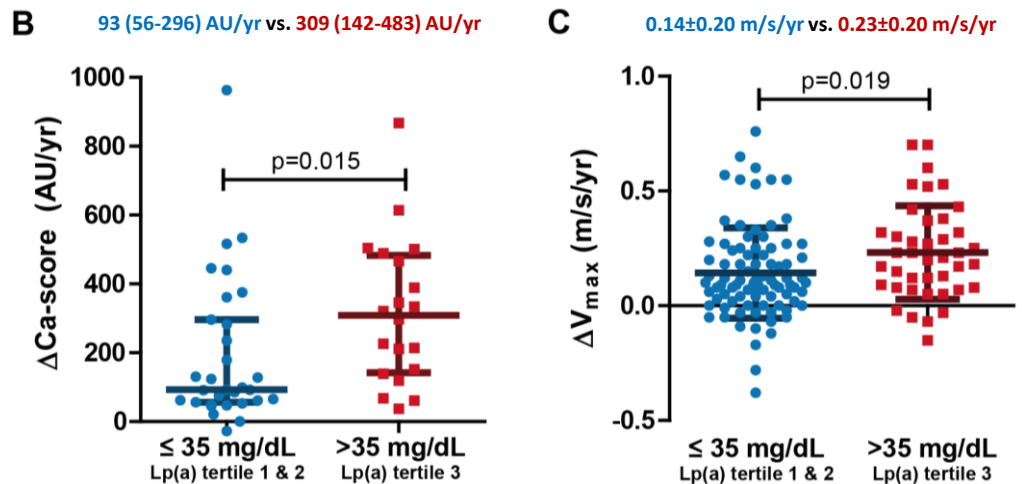 B
93 (56-296) AU/yr vs. 309 (142-483) AU/yr
ΔCa-score (AU/yr)
1000
800
600
400
200
0
p=0.015
≤ 35 mg/dL
Lp(a) tertile 1 & 2
>35 mg/dL
Lp(a) tertile 3
C
0.14±0.20 m/s/yr vs. 0.23±0.20 m/s/yr
ΔVmax (m/s/yr)
1.0
0.5
0.0
-0.5
p=0.019
≤ 35 mg/dL
Lp(a) tertile 1 & 2
>35 mg/dL
Lp(a) tertile 3